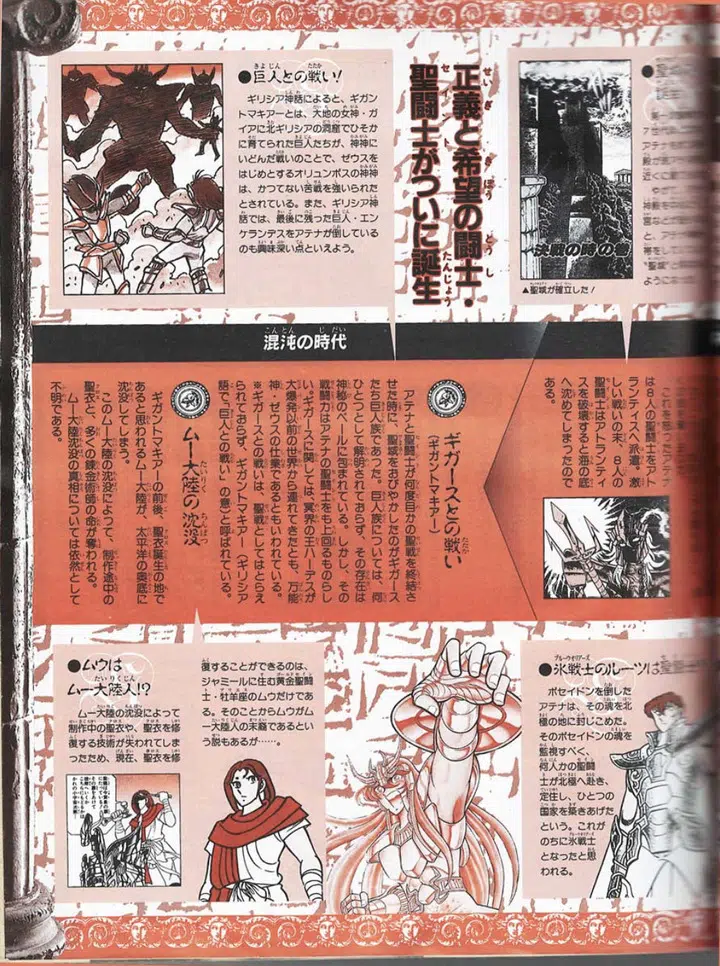 正義と希望の闘士・
聖闘士がついに誕生
決戦の時の春
▲聖域が確立した!
●巨人との戦い!
ギリシア神話によると、ギガン
トマキアーとは、大地の女神・ガ
イアに北ギリシアの洞窟でひそか
に育てられた巨人たちが、神神に
いどんだ戦いのことで、ゼウスを
はじめとするオリュンポスの神神
は、かつてない苦戦を強いられた
とされている。また、ギリシア神
話では、最後に残った巨人・エン
ケランデスをアテナが倒している
のも興味深い点といえよう。
混沌の時代
これを怒ったアテナ
は8人の聖闘士をアト
ランティスへ派遣、激
しい戦いの末、8人の
聖闘士はアトランティ
スを破壊すると海の底
へ沈めてしまったので
ある。
ギガースとの戦い
(ギガントマキアー)
アテナと聖闘士が何度目かの聖戦を終結さ
せた時に、聖域をおびやかしたのがギガース
たち巨人族であった。巨人族については、何
ひとつとして解明されておらず、その存在は
神秘のベールに包まれている。しかし、その
戦闘力はアテナの聖闘士をも上回るものらし
い。ギガースに関しては、冥界の王ハーデスが
大爆発以前の世界から連れてきたとも、万能
神・ゼウスの仕業であるともいわれている。
※ギガースとの戦いは、聖戦としてはとらえ
られておらず、ギガントマキアー(ギリシア
語で、「巨人との戦い」の意)と呼ばれている。
ムー大陸の沈没
ギガントマキアーの前後、聖衣誕生の地で
あると思われるムー大陸が、太平洋の奥底に
沈没してしまう。
このムー大陸の沈没によって、制作途中の
聖衣と、多くの錬金術師の命が奪われる。
ムー大陸沈没の真相については依然として
不明である。
●氷戦士のルーツは聖闘士
ポセイドンを倒した
アテナは、その魂を北
極の地に封じこめた。
そのポセイドンの魂を
監視すべく、
何人かの聖闘
士が北極へ赴き、
定住し、ひとつの
国家を築きあげた
という。これが
のちに氷戦士
となったと思
われる。
●ムウは
ムー大陸人!?
ムー大陸の沈没によって
制作中の聖衣や、聖衣を修
復する技術が失われてしま
ったため、現在、聖衣を修
復することができるのは、
ジャミールに住む黄金聖闘
士・牡羊座のムウだけであ
る。そのことからムウがム
ー大陸人の末裔であるとい
う説もあるが……。